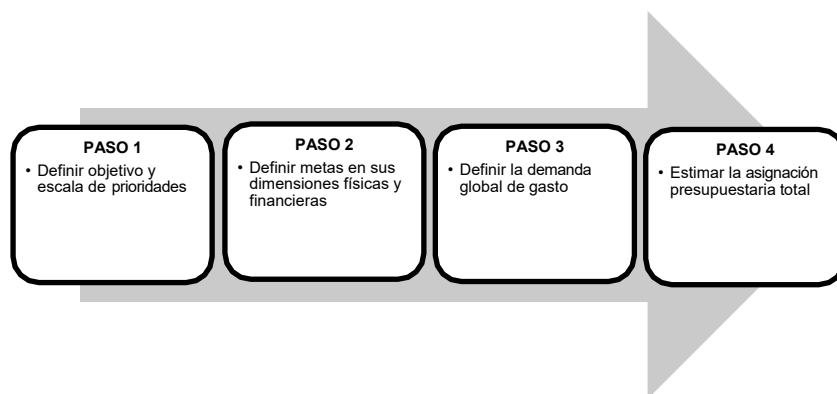 PASO 1
• Definir objetivo y
escala de prioridades
PASO 2
• Definir metas en sus
dimensiones físicas y
financieras
PASO 3
• Definir la demanda
global de gasto
PASO 4
• Estimar la asignación
presupuestaria total